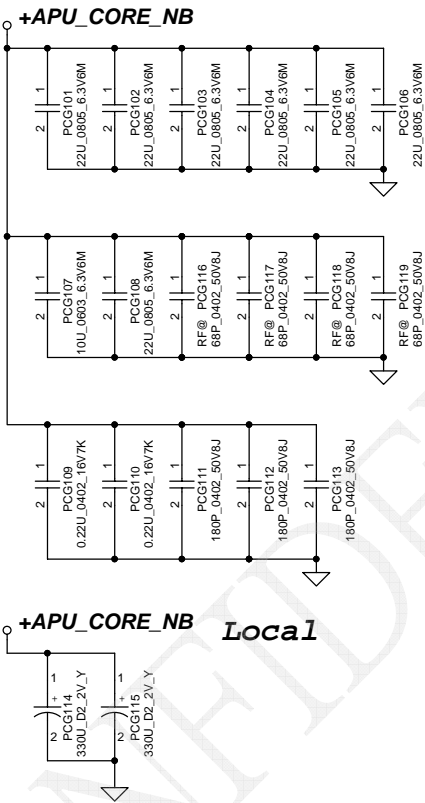 +APU_CORE_NB
1
2
PCG101
22U_0805_6.3V6M
1
2
PCG102
22U_0805_6.3V6M
1
2
PCG103
22U_0805_6.3V6M
1
2
PCG104
22U_0805_6.3V6M
1
2
PCG105
22U_0805_6.3V6M
1
2
PCG106
22U_0805_6.3V6M
1
2
PCG107
10U_0603_6.3V6M
1
2
PCG108
22U_0805_6.3V6M
1
2
RF@ PCG116
68P_0402_50V8J
1
2
RF@ PCG117
68P_0402_50V8J
1
2
RF@ PCG118
68P_0402_50V8J
1
2
RF@ PCG119
68P_0402_50V8J
1
2
PCG109
0.22U_0402_16V7K
1
2
PCG110
0.22U_0402_16V7K
1
2
PCG111
180P_0402_50V8J
1
2
PCG112
180P_0402_50V8J
1
2
PCG113
180P_0402_50V8J
+APU_CORE_NB
Local
1
+
2
PCG114
330U_D2_2V_Y
1
+
2
PCG115
330U_D2_2V_Y